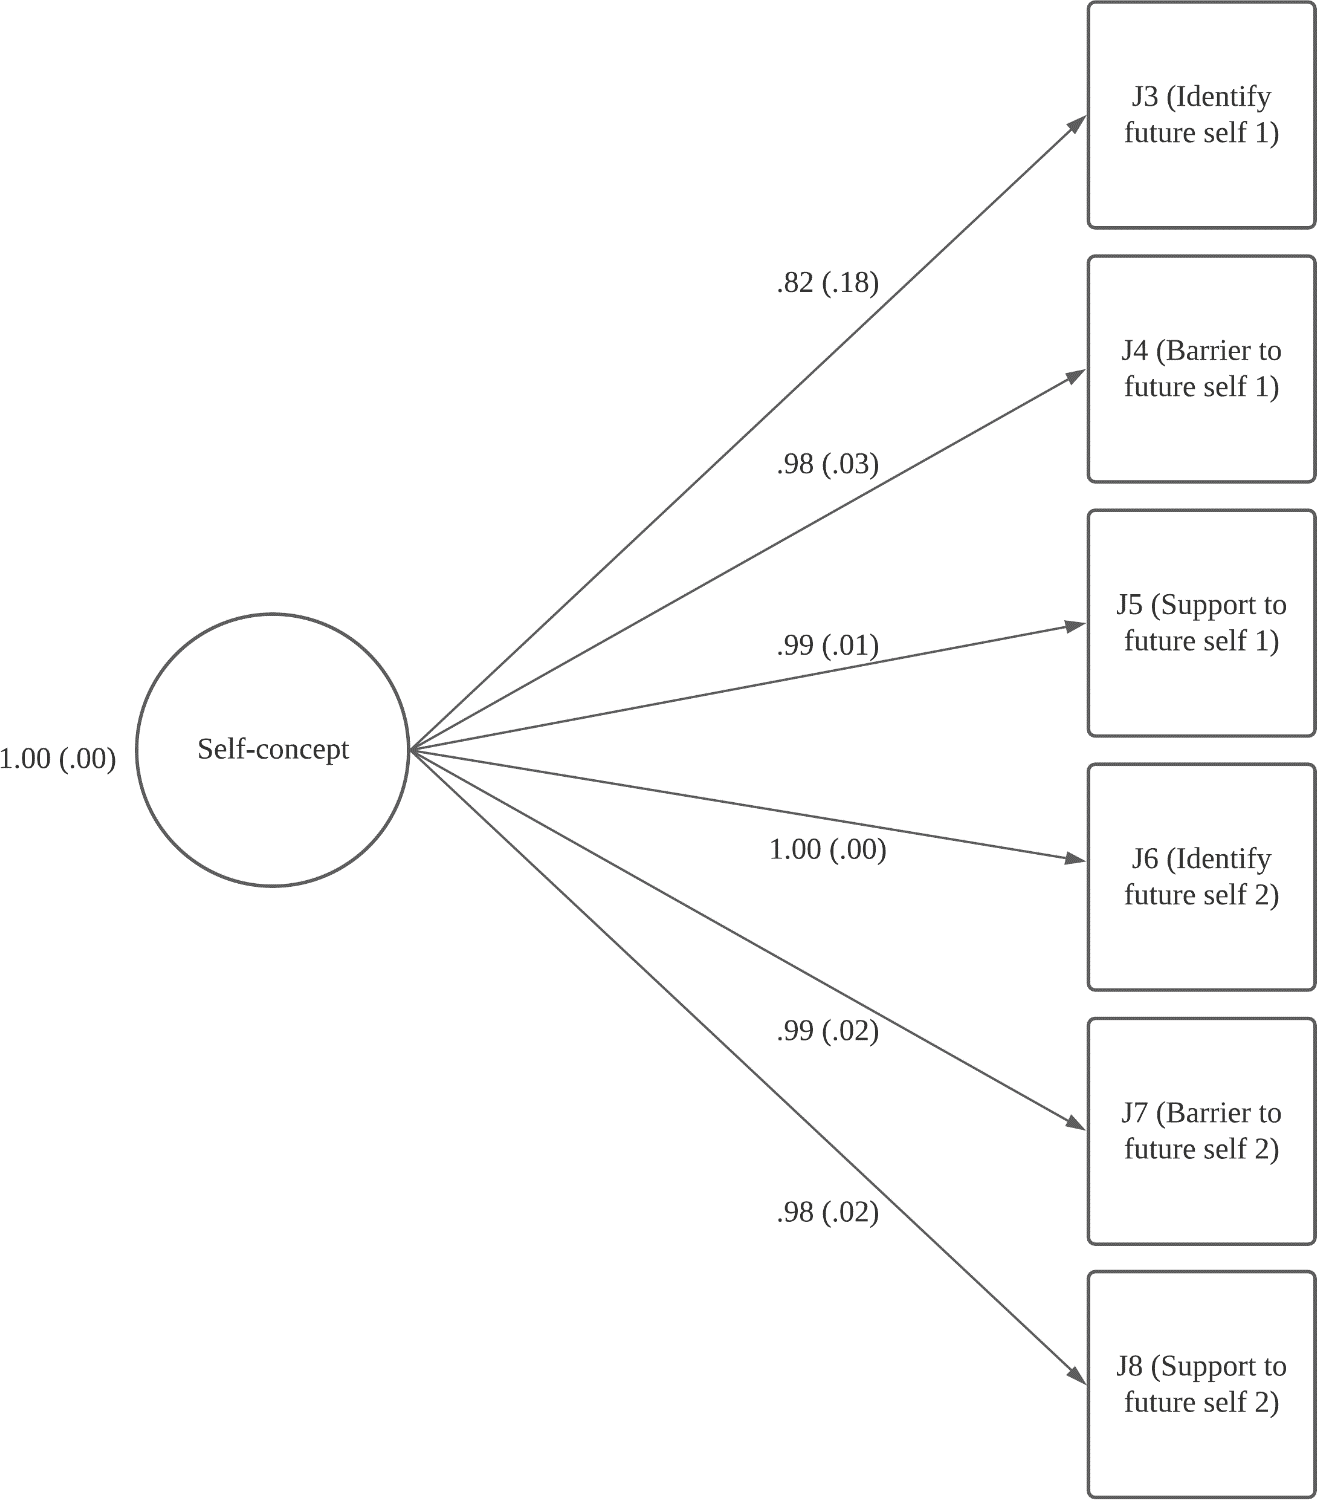 J3 (Identify
future self 1)
.82 (.18)
J4 (Barrier to
future self 1)
.98 (.03)
J5 (Support to
future self 1)
.99 (.01)
1.00 (.00)
Self-concept
1.00 (.00)
J6 (Identify
future self 2)
.99 (.02)
J7 (Barrier to
future self 2)
.98 (.02)
J8 (Support to
future self 2)